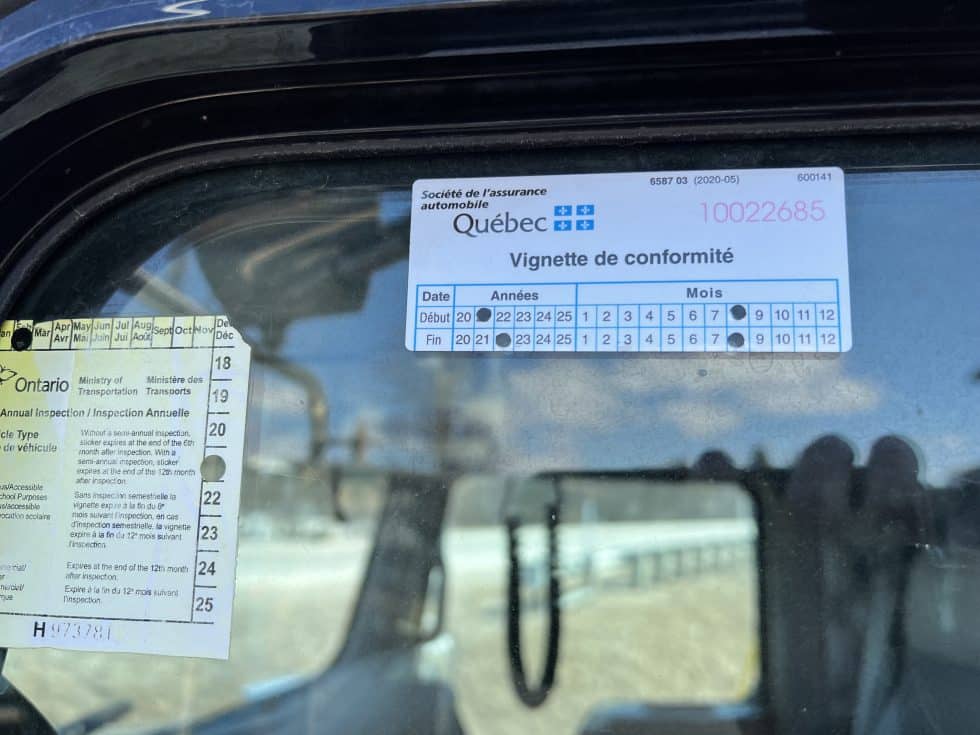 Société de l'assurance
automobile
Québec
6587 03 (2020-05)
600141
10022685
Vignette de conformité
Date Années Mois
Début 20 22 23 24 25 1 2 3 4 5 6 7 9 10 11 12
Fin 20 21 23 24 25 1 2 3 4 5 6 7 9 10 11 12
Mar Apr May Jun Jul Aug Sept Oct Nov Dec
Avr Mai Juin Jui Août Déc
18
19
20
22
23
24
25
Ontario
Ministry of
Transportation
Ministère des
Transports
Annual Inspection / Inspection Annuelle
Type
de véhicule
Without a semi-annual inspection,
sticker expires at the end of the 6th
month after inspection. With a
semi-annual inspection, sticker
expires at the end of the 12th month
after inspection.
Sans inspection semestrielle la
vignette expire à la fin du 6e
mois suivant l'inspection, en cas
d'inspection semestrielle, la vignette
expire à la fin du 12e mois suivant
l'inspection.
Expires at the end of the 12th month
after inspection.
Expire à la fin du 12e mois suivant
l'inspection.
H 973781